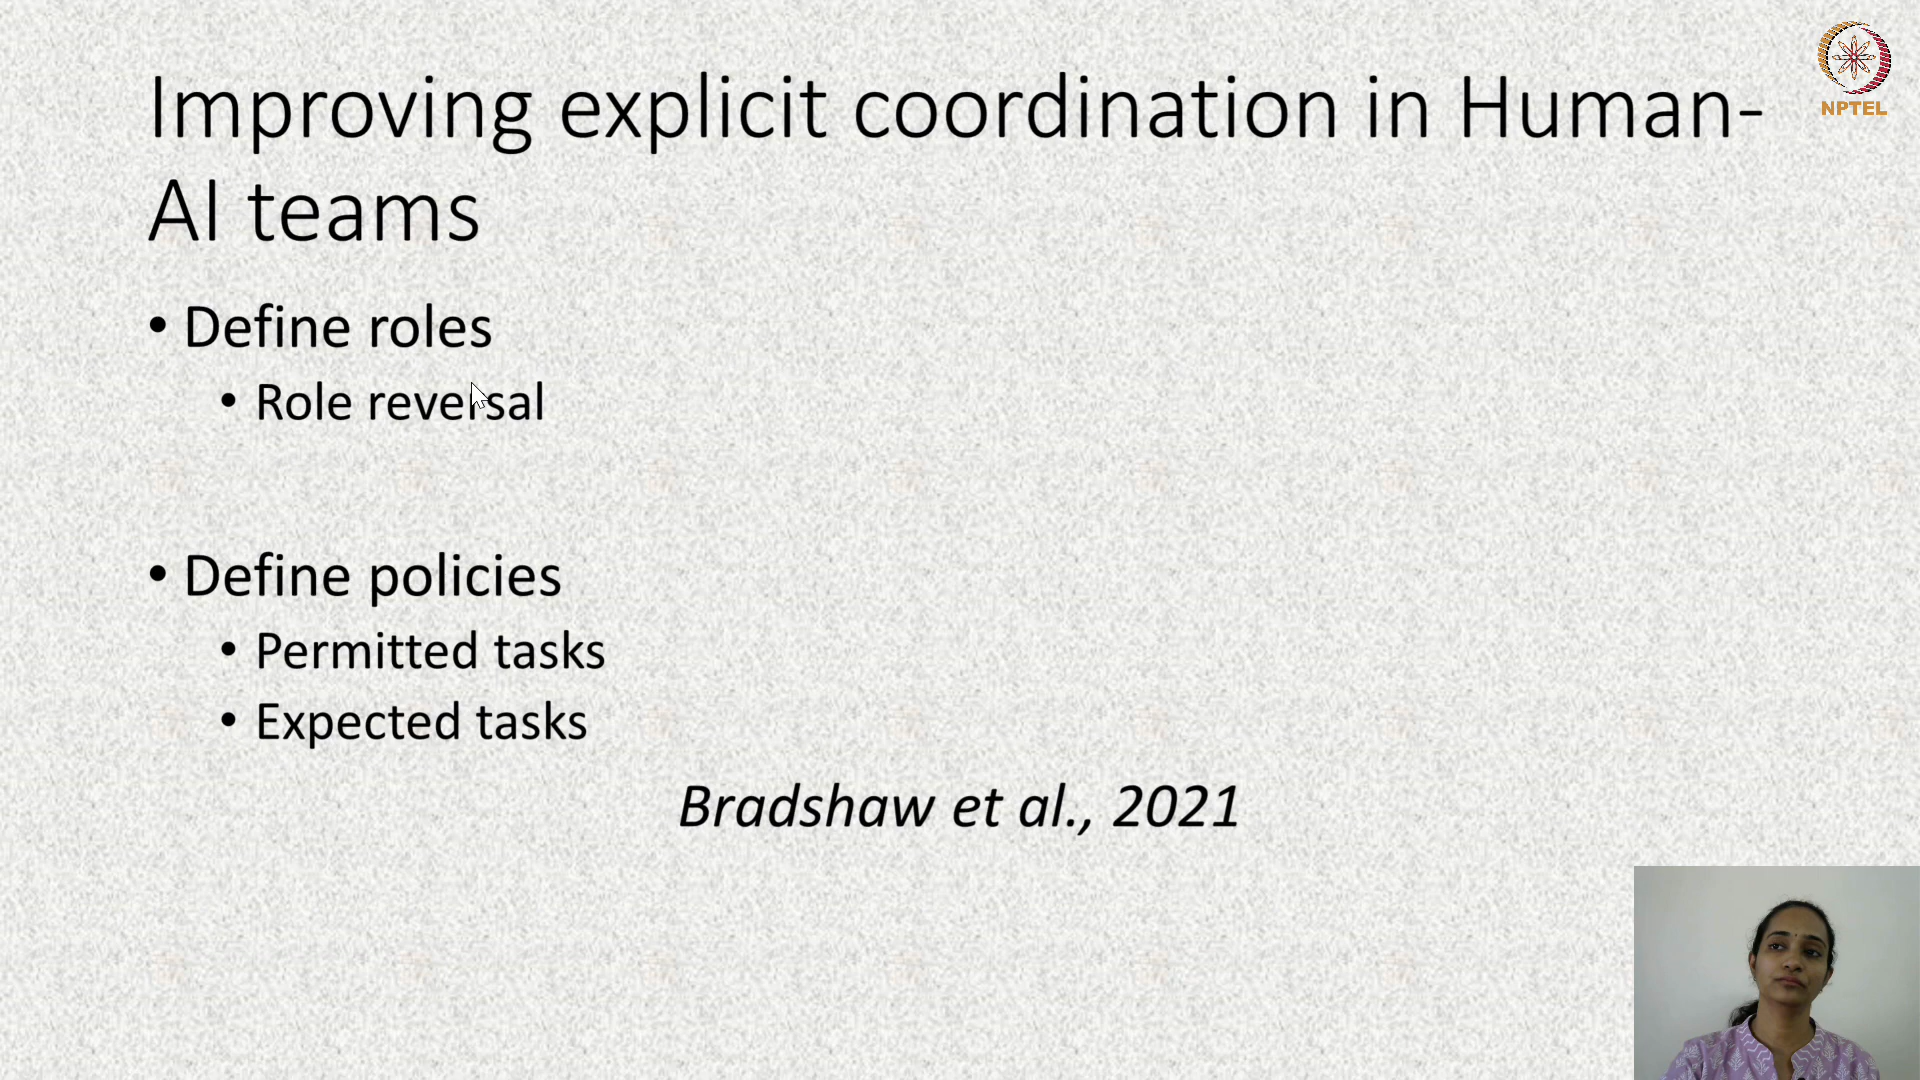 Improving explicit coordination in Human-
AI teams
NPTEL
• Define roles
• Role reversal
• Define policies
• Permitted tasks
• Expected tasks
Bradshaw et al., 2021